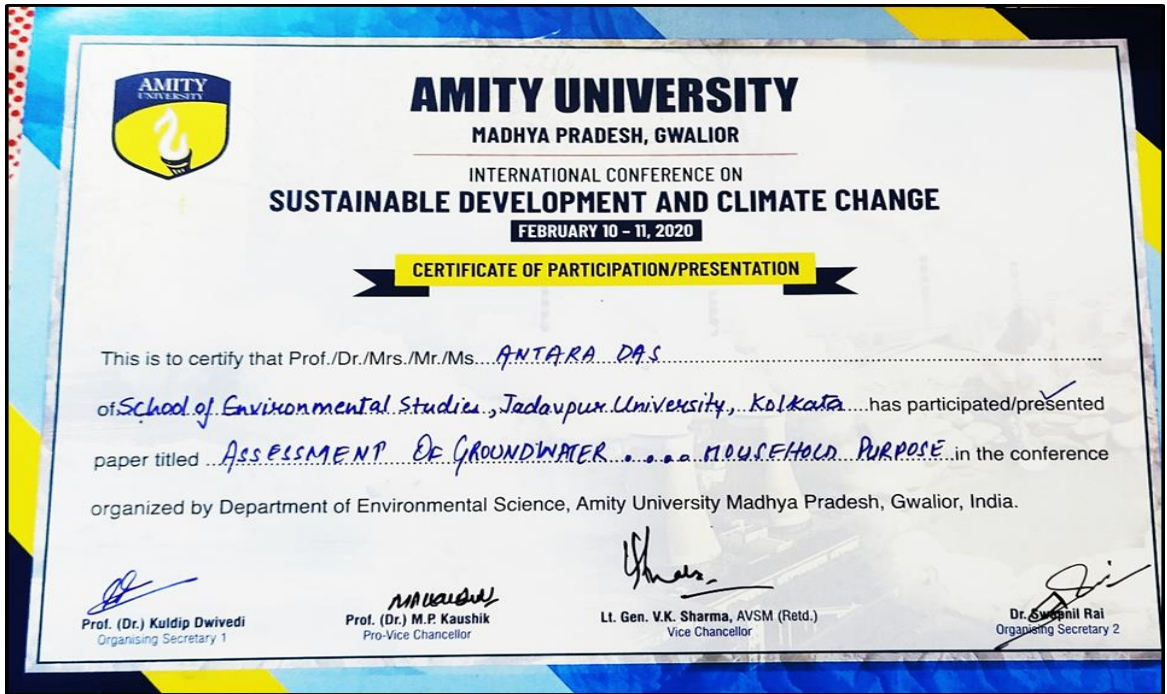 AMITY
UNIVERSITY
AMITY UNIVERSITY
MADHYA PRADESH, GWALIOR
INTERNATIONAL CONFERENCE ON
SUSTAINABLE DEVELOPMENT AND CLIMATE CHANGE
FEBRUARY 10 – 11, 2020
CERTIFICATE OF PARTICIPATION/PRESENTATION
This is to certify that Prof./Dr./Mrs./Mr./Ms. ANTARA DAS
of School of Environmental Studies, Jadavpur University, Kolkata has participated/presented
paper titled ASSESSMENT OF GROUNDWATER .... HOUSEHOLD PURPOSE in the conference
organized by Department of Environmental Science, Amity University Madhya Pradesh, Gwalior, India.
Prof. (Dr.) Kuldip Dwivedi
Organising Secretary 1
Prof. (Dr.) M.P. Kaushik
Pro-Vice Chancellor
Lt. Gen. V.K. Sharma, AVSM (Retd.)
Vice Chancellor
Dr. Swapnil Rai
Organising Secretary 2